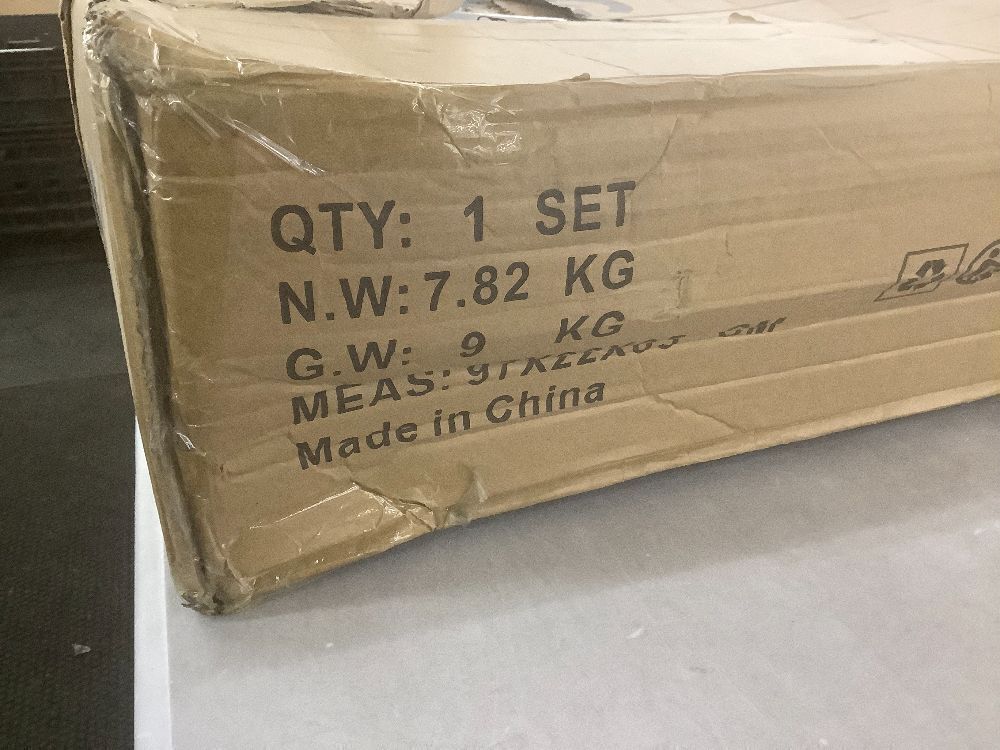 QTY: 1 SET
N.W: 7.82 KG
G.W: 9 KG
MEAS:
Made in China